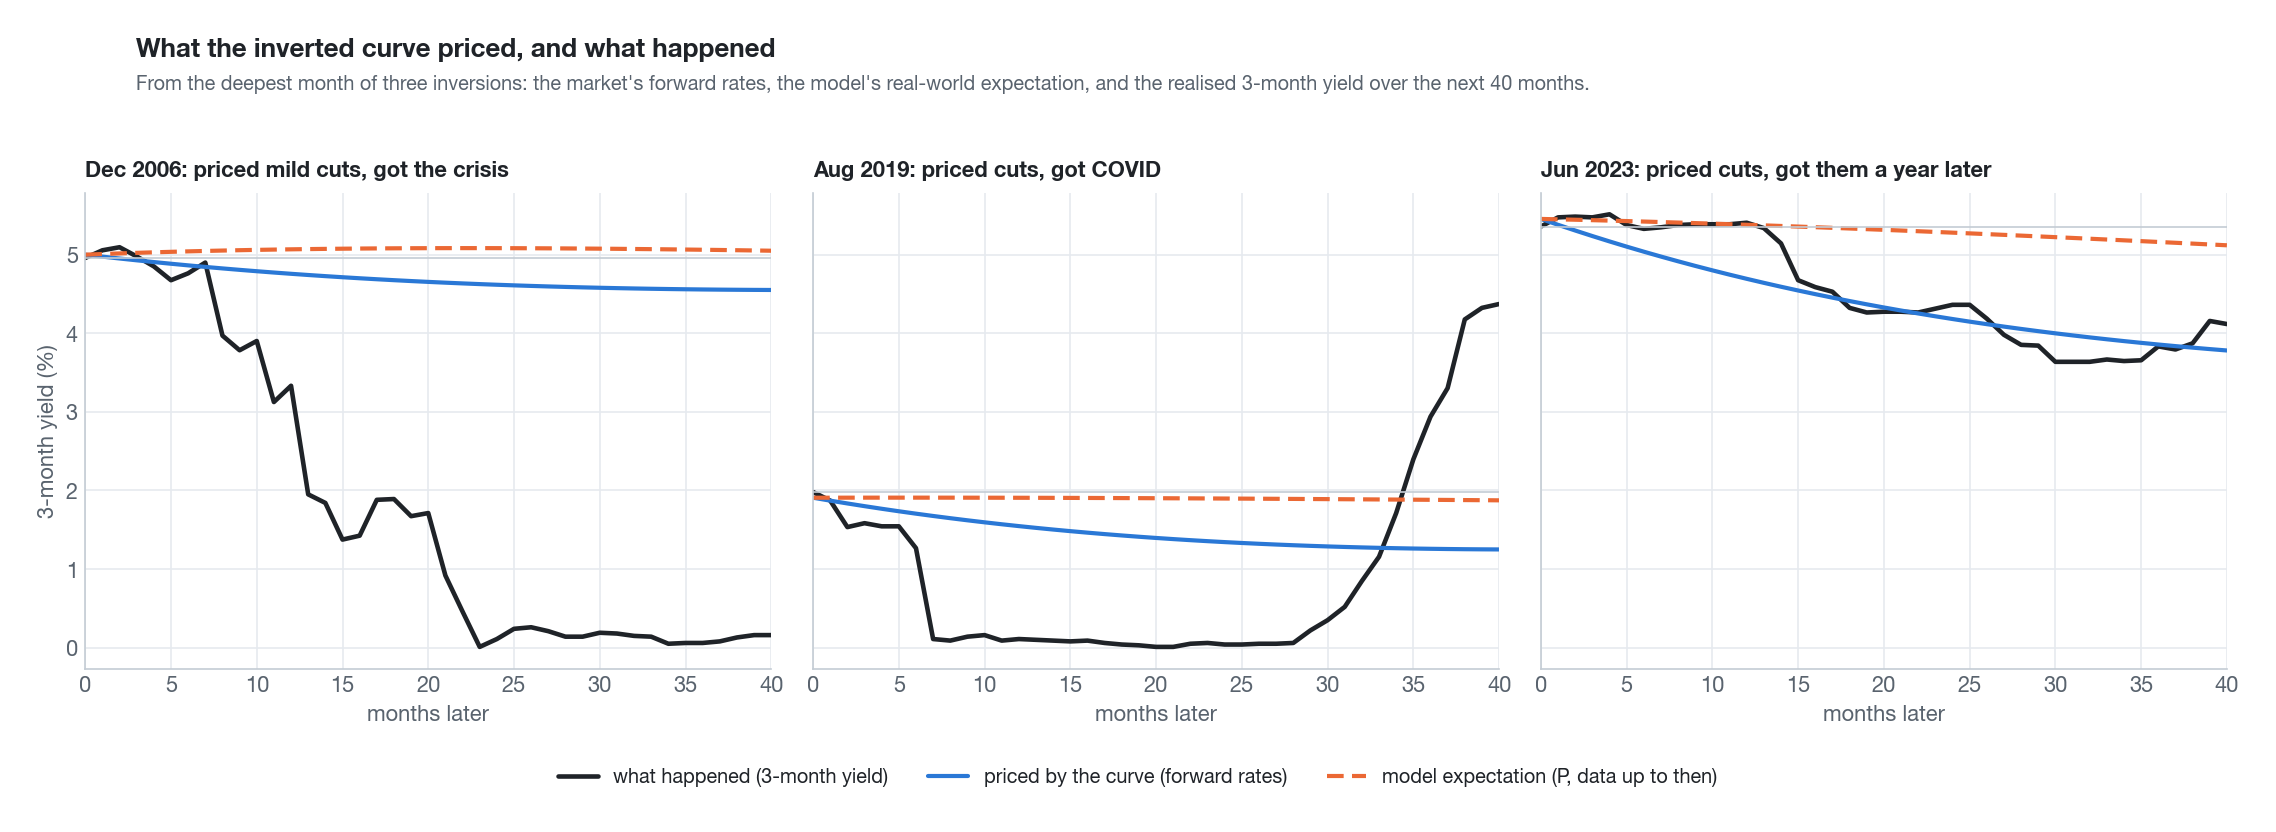 What the inverted curve priced, and what happened
From the deepest month of three inversions: the market's forward rates, the model's real-world expectation, and the realised 3-month yield over the next 40 months.
Dec 2006: priced mild cuts, got the crisis
Aug 2019: priced cuts, got COVID
Jun 2023: priced cuts, got them a year later
3-month yield (%)
5
4
3
2
1
0
0 5 10 15 20 25 30 35 40
0 5 10 15 20 25 30 35 40
0 5 10 15 20 25 30 35 40
months later
months later
months later
what happened (3-month yield)
priced by the curve (forward rates)
model expectation (P, data up to then)